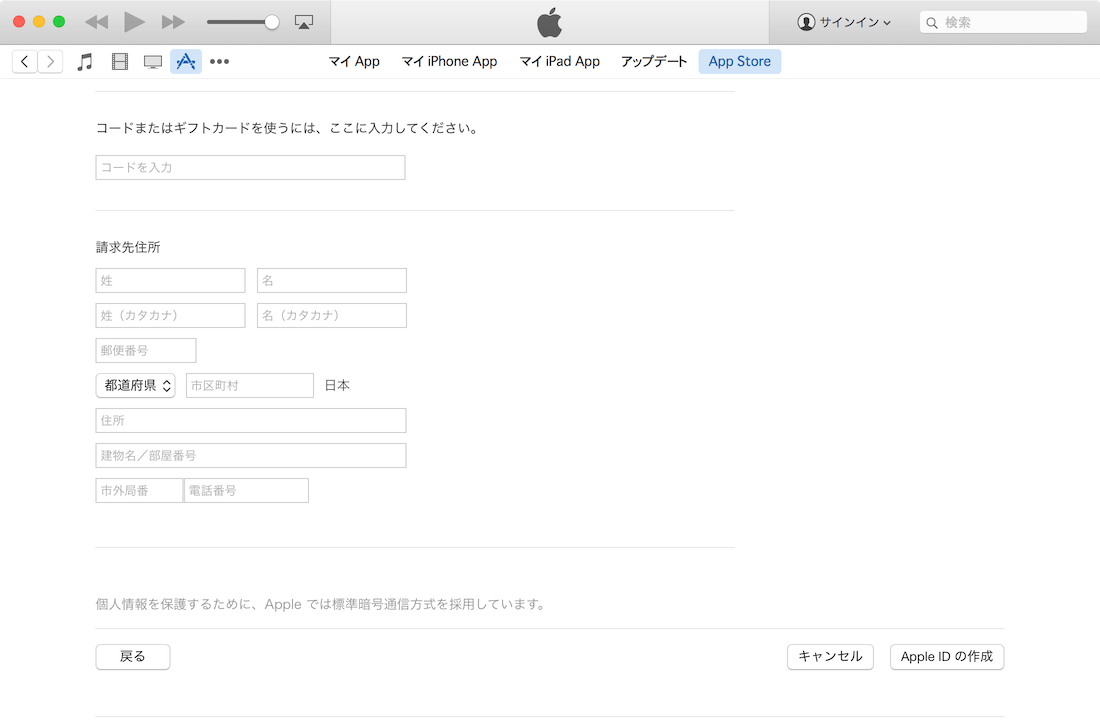 サインイン
検索
マイ App マイ iPhone App マイ iPad App アップデート App Store
コードまたはギフトカードを使うには、ここに入力してください。
コードを入力
請求先住所
姓 名
姓（カタカナ） 名（カタカナ）
郵便番号
都道府県 市区町村 日本
住所
建物名／部屋番号
市外局番 電話番号
個人情報を保護するために、Apple では標準暗号通信方式を採用しています。
戻る キャンセル Apple ID の作成